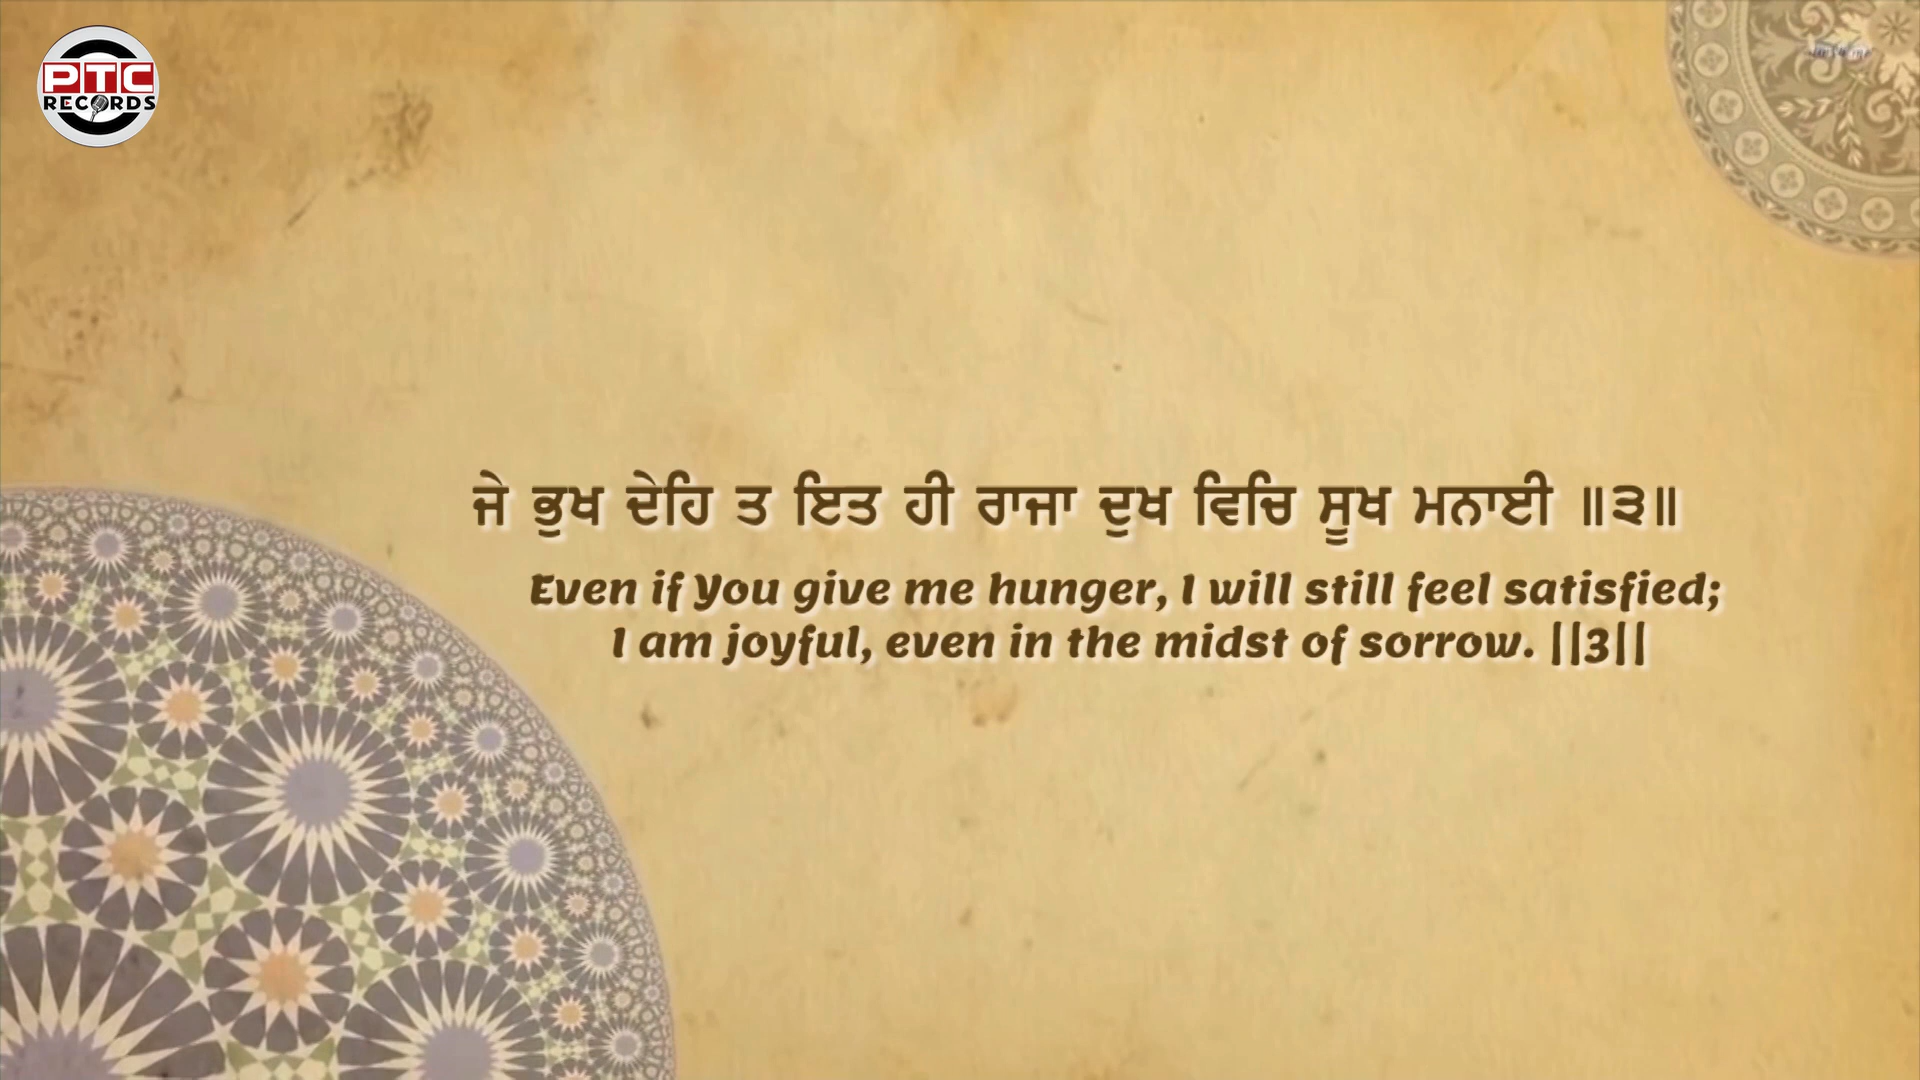 PTC
RECORDS
ਜੇ ਭੁਖ ਦੇਹਿ ਤ ਇਤ ਹੀ ਰਾਜਾ ਦੁਖ ਵਿਚਿ ਸੂਖ ਮਨਾਈ ॥੩॥
Even if You give me hunger, I will still feel satisfied;
I am joyful, even in the midst of sorrow. ||3||